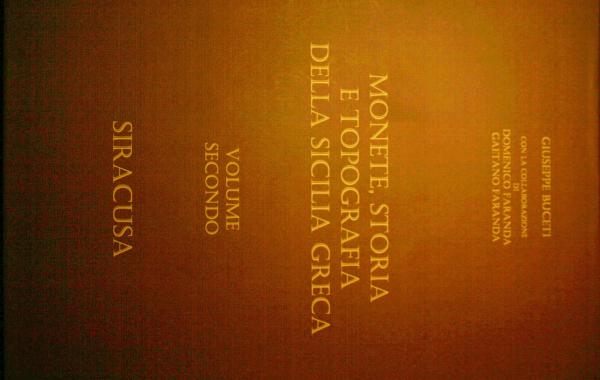 GIUSEPPE BUCETI
CON LA COLLABORAZIONE
DI
DOMENICO FARANDA
GAETANO FARANDA
MONETE, STORIA
E TOPOGRAFIA
DELLA SICILIA GRECA
VOLUME
SECONDO
SIRACUSA